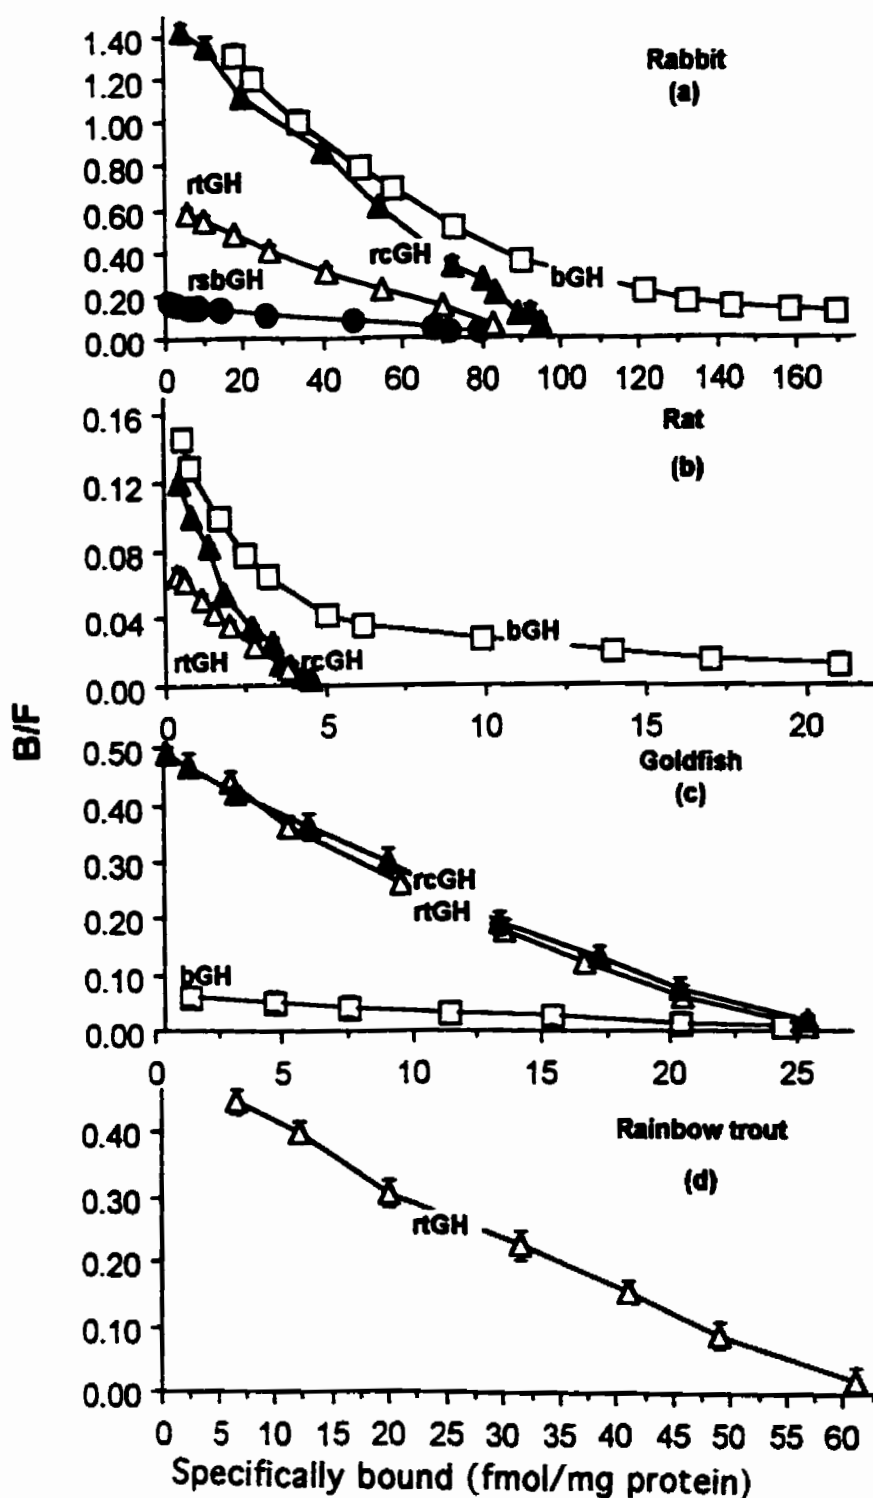 1.40
1.20
1.00
0.80
0.60
0.40
0.20
0.00
Rabbit
(a)
rtGH
rcGH
bGH
rsbGH
0 20 40 60 80 100 120 140 160
0.16
0.12
0.08
0.04
0.00
Rat
(b)
bGH
rtGH
rcGH
0 5 10 15 20
B/F
0.50
0.40
0.30
0.20
0.10
0.00
Goldfish
(c)
rcGH
rtGH
bGH
0 5 10 15 20 25
0.40
0.30
0.20
0.10
0.00
Rainbow trout
(d)
rtGH
0 5 10 15 20 25 30 35 40 45 50 55 60
Specifically bound (fmol/mg protein)